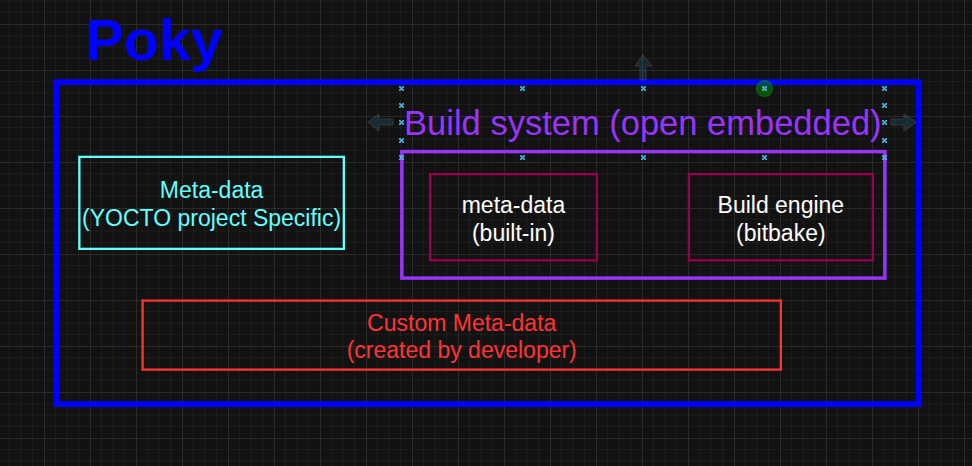 Poky
Build system (open embedded)
Meta-data
(YOCTO project Specific)
meta-data
(built-in)
Build engine
(bitbake)
Custom Meta-data
(created by developer)